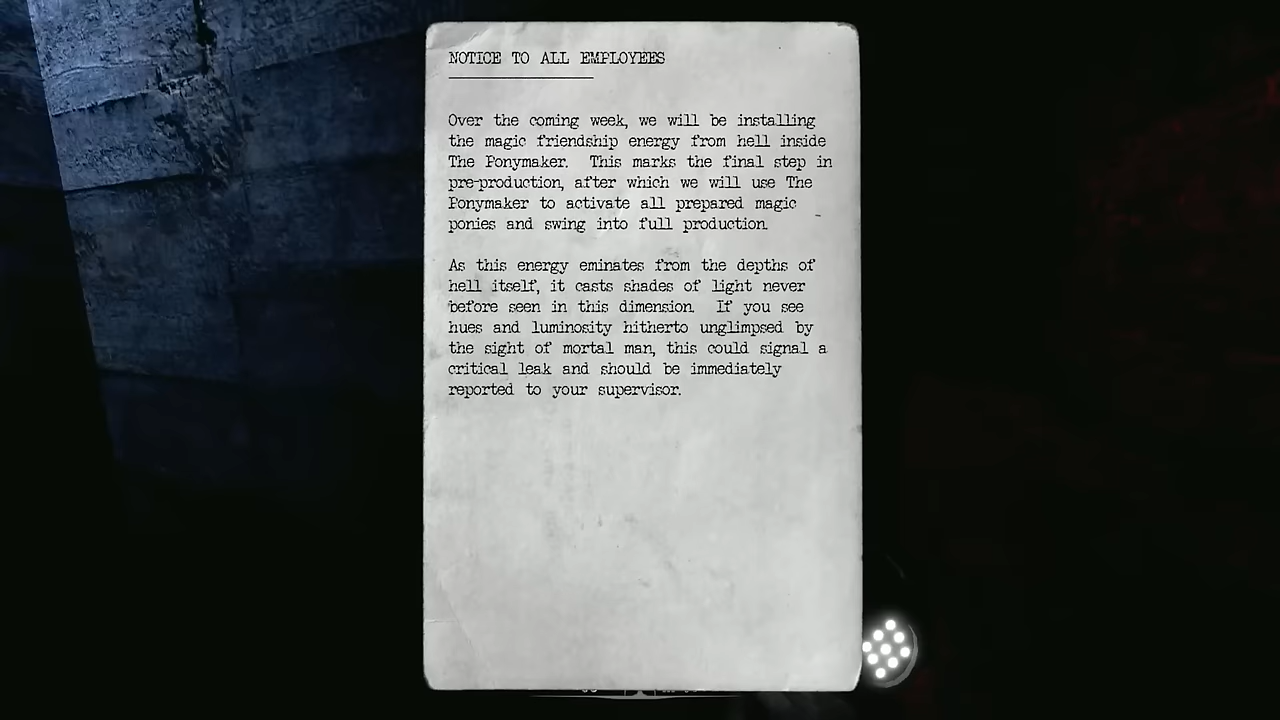 NOTICE TO ALL EMPLOYEES
Over the coming week, we will be installing
the magic friendship energy from hell inside
The Ponymaker.  This marks the final step in
pre-production, after which we will use The
Ponymaker to activate all prepared magic
ponies and swing into full production.
As this energy eminates from the depths of
hell itself, it casts shades of light never
before seen in this dimension.  If you see
hues and luminosity hitherto unglimpsed by
the sight of mortal man, this could signal a
critical leak and should be immediately
reported to your supervisor.